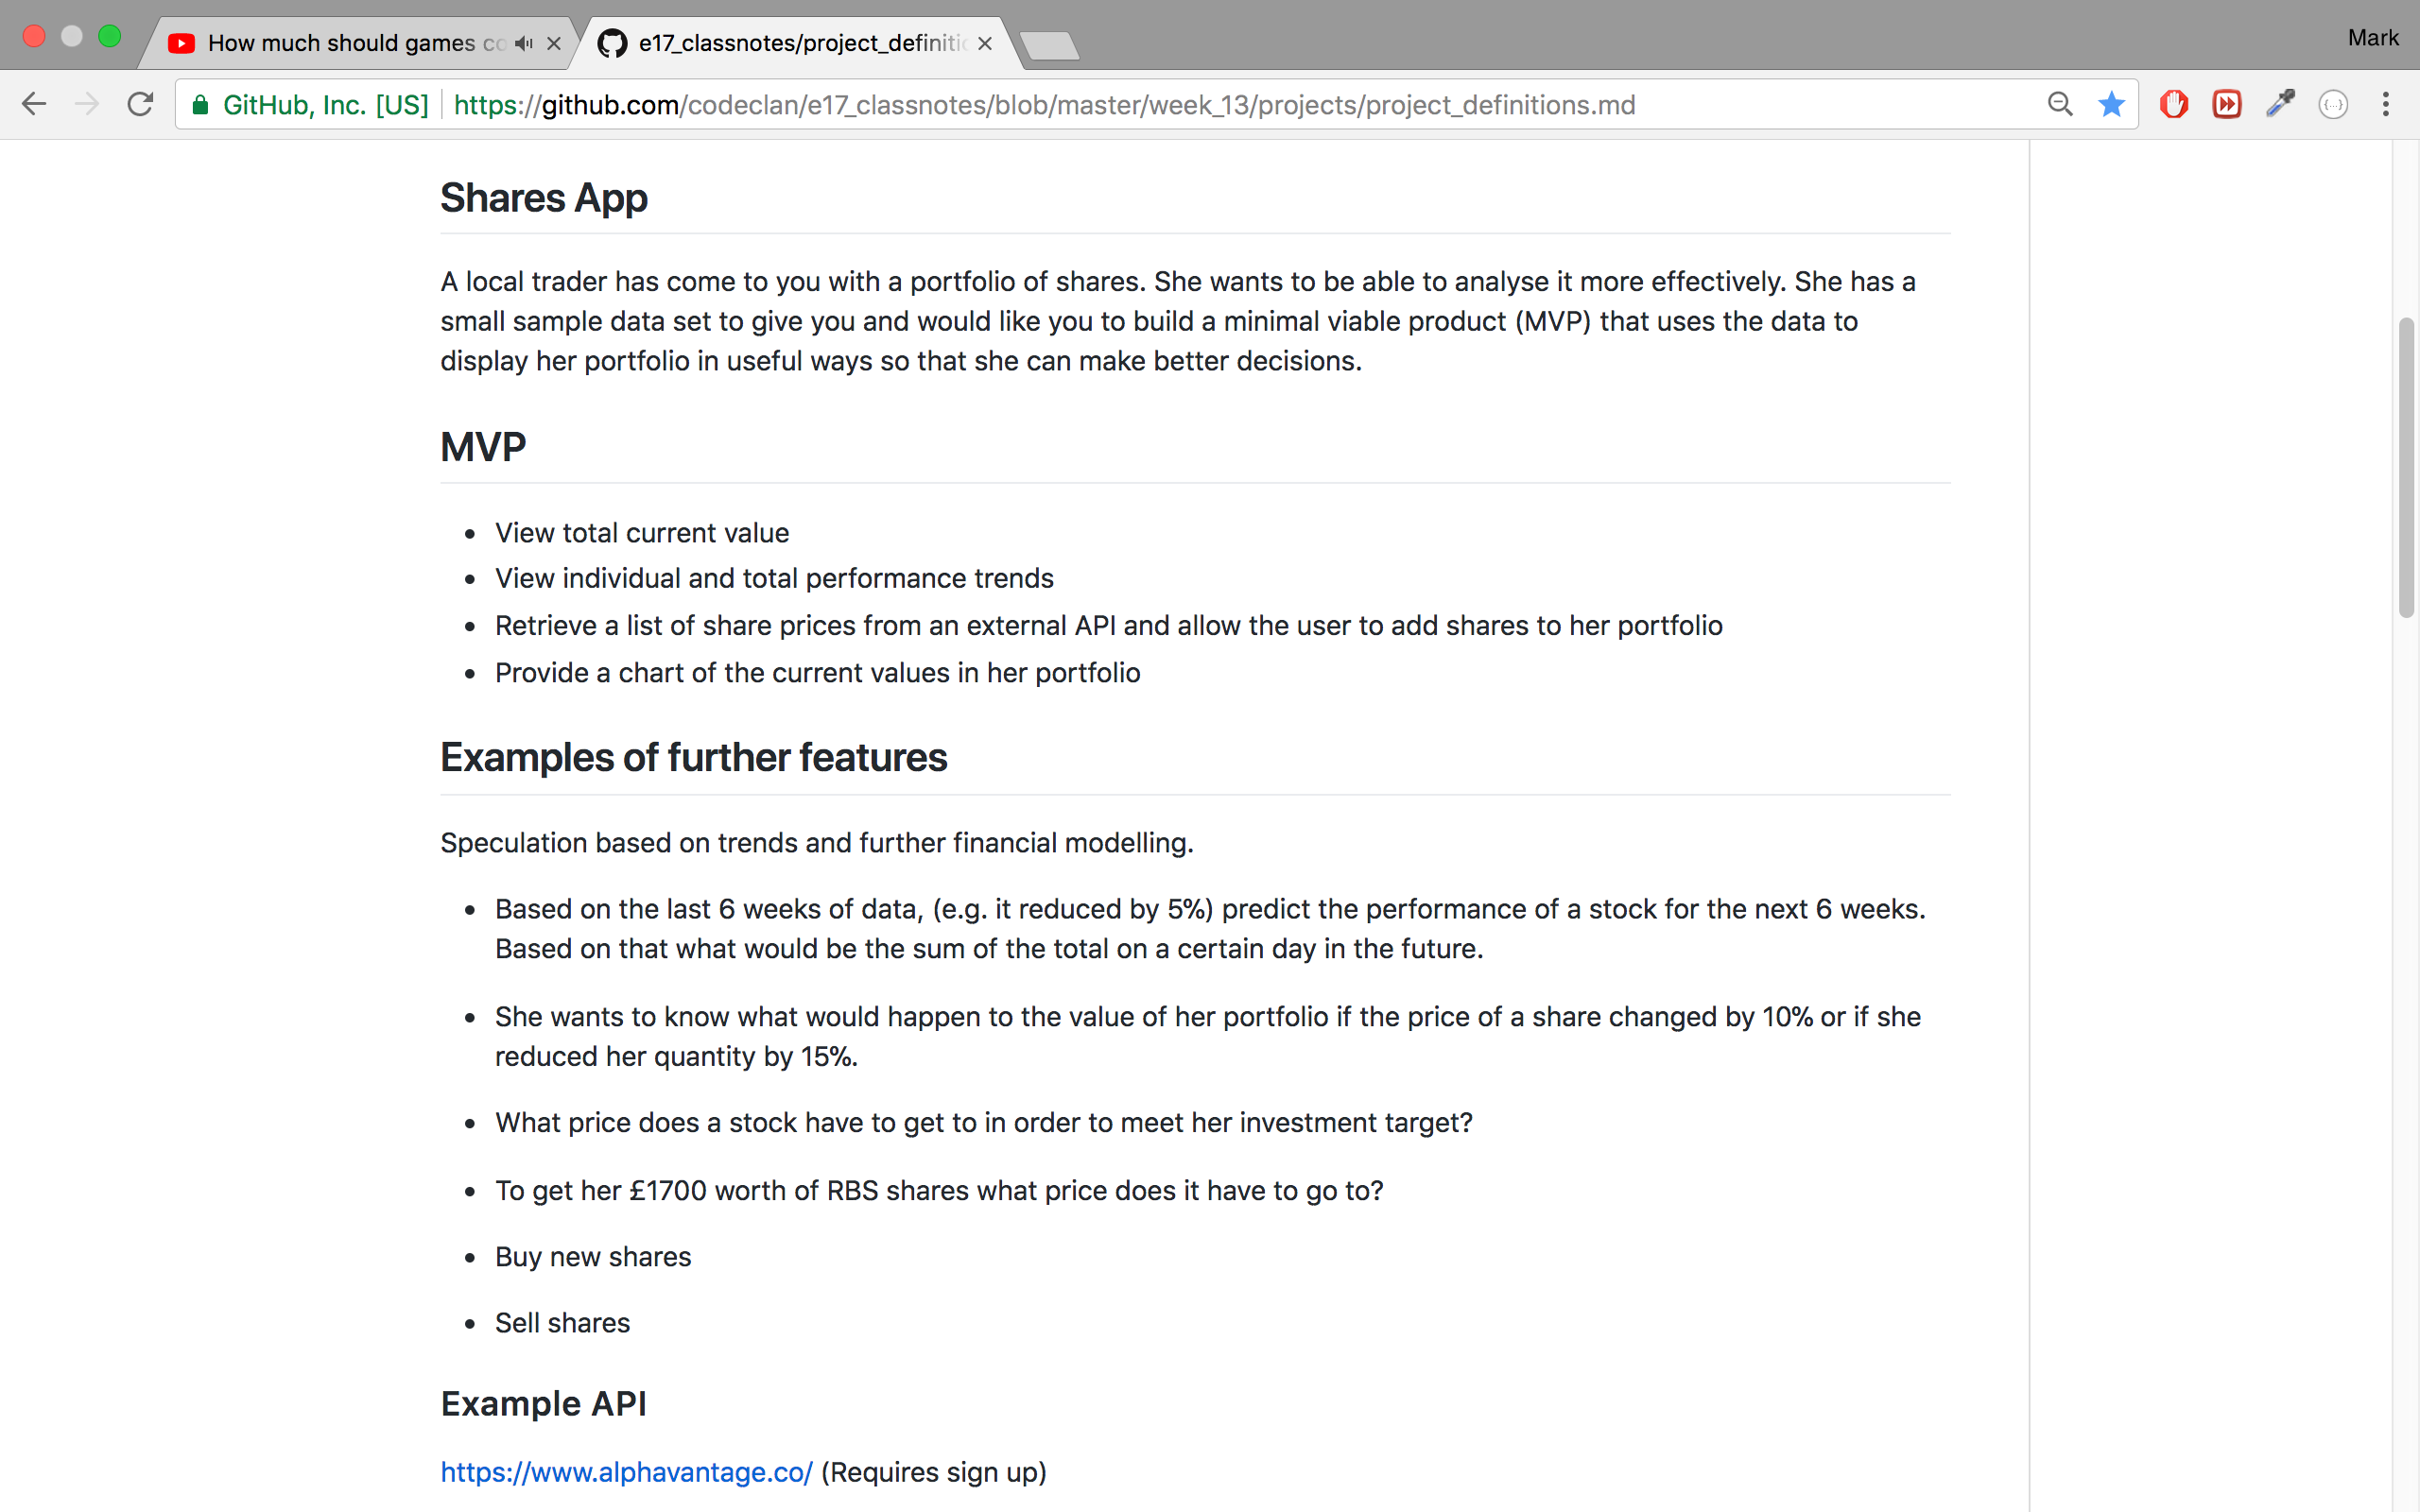 How much should games co
e17_classnotes/project_definitic
Mark
GitHub, Inc. [US] https://github.com/codeclan/e17_classnotes/blob/master/week_13/projects/project_definitions.md
Shares App
A local trader has come to you with a portfolio of shares. She wants to be able to analyse it more effectively. She has a
small sample data set to give you and would like you to build a minimal viable product (MVP) that uses the data to
display her portfolio in useful ways so that she can make better decisions.
MVP
• View total current value
• View individual and total performance trends
• Retrieve a list of share prices from an external API and allow the user to add shares to her portfolio
• Provide a chart of the current values in her portfolio
Examples of further features
Speculation based on trends and further financial modelling.
• Based on the last 6 weeks of data, (e.g. it reduced by 5%) predict the performance of a stock for the next 6 weeks.
Based on that what would be the sum of the total on a certain day in the future.
• She wants to know what would happen to the value of her portfolio if the price of a share changed by 10% or if she
reduced her quantity by 15%.
• What price does a stock have to get to in order to meet her investment target?
• To get her £1700 worth of RBS shares what price does it have to go to?
• Buy new shares
• Sell shares
Example API
https://www.alphavantage.co/ (Requires sign up)